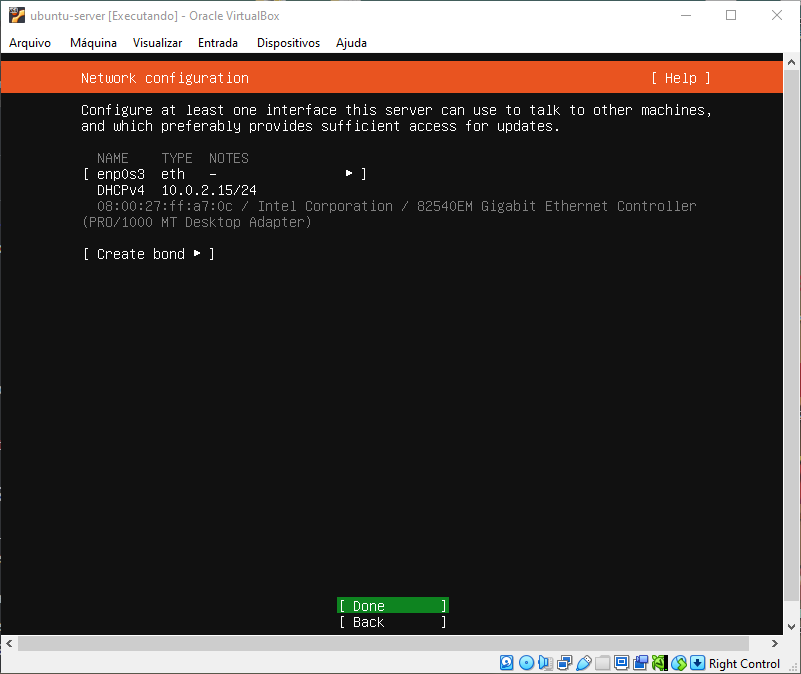 ubuntu-server [Executando] - Oracle VirtualBox
Arquivo Máquina Visualizar Entrada Dispositivos Ajuda
Network configuration [ Help ]
Configure at least one interface this server can use to talk to other machines,
and which preferably provides sufficient access for updates.
NAME TYPE NOTES
[ enp0s3 eth - ▸ ]
DHCPv4 10.0.2.15/24
08:00:27:ff:a7:0c / Intel Corporation / 82540EM Gigabit Ethernet Controller
(PRO/1000 MT Desktop Adapter)
[ Create bond ▸ ]
[ Done ]
[ Back ]
Right Control